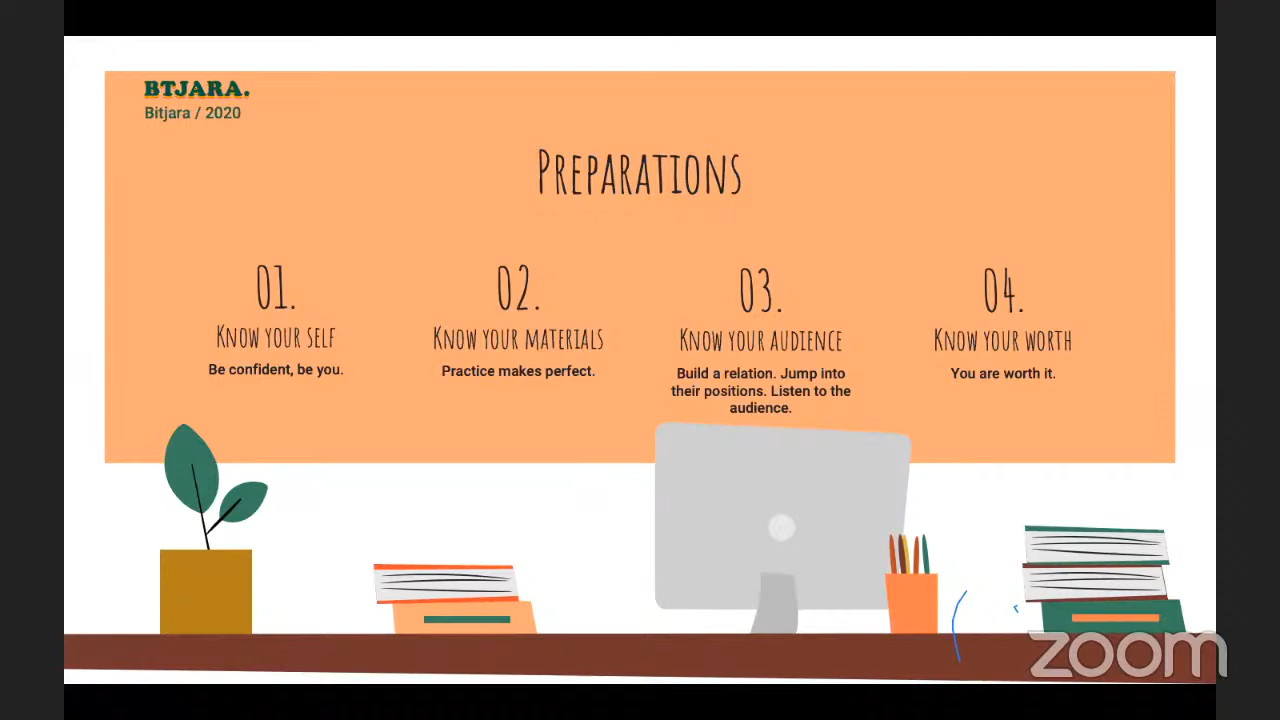 BTJARA.
Bitjara / 2020
PREPARATIONS
01.
KNOW YOUR SELF
Be confident, be you.
02.
KNOW YOUR MATERIALS
Practice makes perfect.
03.
KNOW YOUR AUDIENCE
Build a relation. Jump into
their positions. Listen to the
audience.
04.
KNOW YOUR WORTH
You are worth it.
zoom